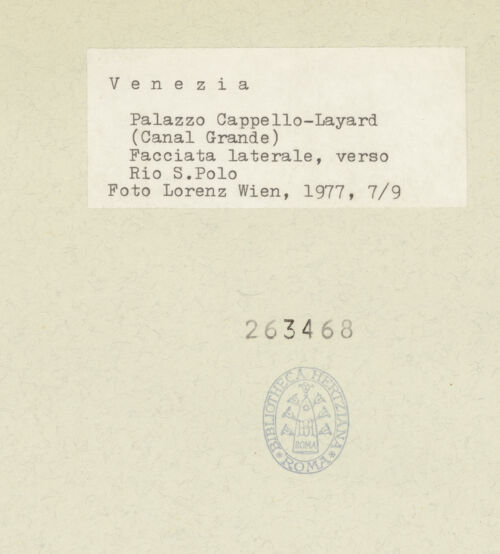 Venezia
Palazzo Cappello-Layard
(Canal Grande)
Facciata laterale, verso
Rio S.Polo
Foto Lorenz Wien, 1977, 7/9
263468
BIBLIOTHECA HERTZIANA
ROMA
ROMA